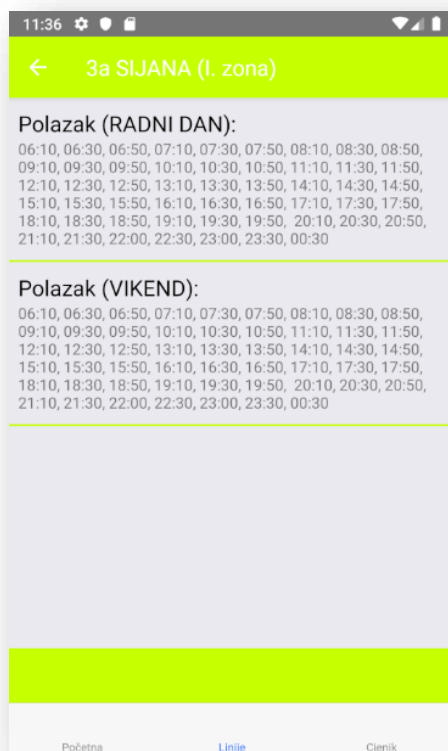 11:36
3a SIJANA (I. zona)
Polazak (RADNI DAN):
06:10, 06:30, 06:50, 07:10, 07:30, 07:50, 08:10, 08:30, 08:50,
09:10, 09:30, 09:50, 10:10, 10:30, 10:50, 11:10, 11:30, 11:50,
12:10, 12:30, 12:50, 13:10, 13:30, 13:50, 14:10, 14:30, 14:50,
15:10, 15:30, 15:50, 16:10, 16:30, 16:50, 17:10, 17:30, 17:50,
18:10, 18:30, 18:50, 19:10, 19:30, 19:50,  20:10, 20:30, 20:50,
21:10, 21:30, 22:00, 22:30, 23:00, 23:30, 00:30
Polazak (VIKEND):
06:10, 06:30, 06:50, 07:10, 07:30, 07:50, 08:10, 08:30, 08:50,
09:10, 09:30, 09:50, 10:10, 10:30, 10:50, 11:10, 11:30, 11:50,
12:10, 12:30, 12:50, 13:10, 13:30, 13:50, 14:10, 14:30, 14:50,
15:10, 15:30, 15:50, 16:10, 16:30, 16:50, 17:10, 17:30, 17:50,
18:10, 18:30, 18:50, 19:10, 19:30, 19:50,  20:10, 20:30, 20:50,
21:10, 21:30, 22:00, 22:30, 23:00, 23:30, 00:30
Početna Linije Cjenik